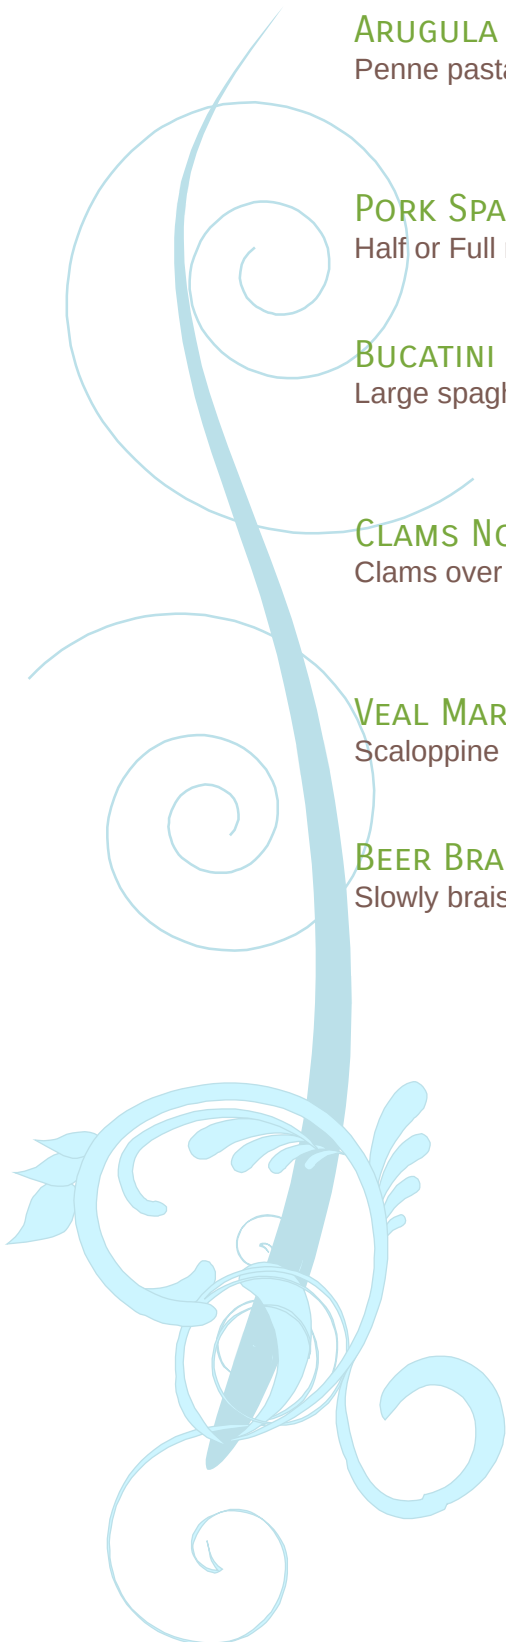 ARUGULA
Penne pasta
PORK SPA
Half or Full
BUCATINI
Large spagh
CLAMS NO
Clams over
VEAL MAR
Scaloppine
BEER BRA
Slowly brais